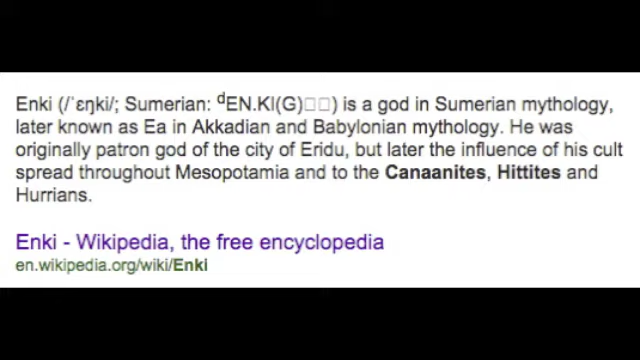 Enki (/ˈɛŋki/; Sumerian: ᵈEN.KI(G)□□) is a god in Sumerian mythology,
later known as Ea in Akkadian and Babylonian mythology. He was
originally patron god of the city of Eridu, but later the influence of his cult
spread throughout Mesopotamia and to the Canaanites, Hittites and
Hurrians.
Enki - Wikipedia, the free encyclopedia
en.wikipedia.org/wiki/Enki